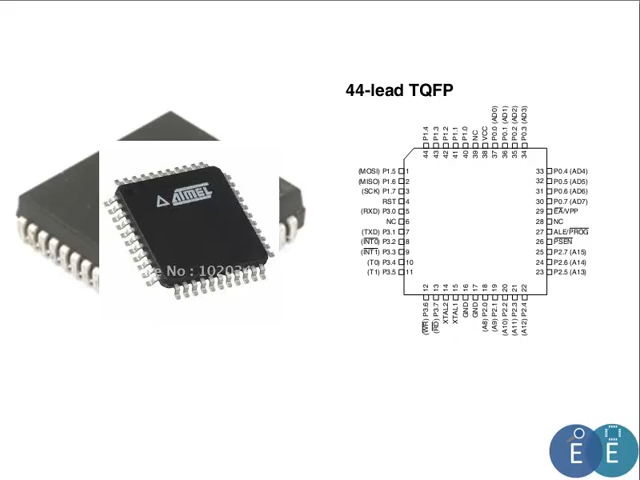 44-lead TQFP
44 P1.4
43 P1.3
42 P1.2
41 P1.1
40 P1.0
39 NC
38 VCC
37 P0.0 (AD0)
36 P0.1 (AD1)
35 P0.2 (AD2)
34 P0.3 (AD3)
(MOSI) P1.5 1
(MISO) P1.6 2
(SCK) P1.7 3
RST 4
(RXD) P3.0 5
NC 6
(TXD) P3.1 7
(INT0) P3.2 8
(INT1) P3.3 9
(T0) P3.4 10
(T1) P3.5 11
33 P0.4 (AD4)
32 P0.5 (AD5)
31 P0.6 (AD6)
30 P0.7 (AD7)
29 EA/VPP
28 NC
27 ALE/PROG
26 PSEN
25 P2.7 (A15)
24 P2.6 (A14)
23 P2.5 (A13)
(WR) P3.6 12
(RD) P3.7 13
XTAL2 14
XTAL1 15
GND 16
GND 17
(A8) P2.0 18
(A9) P2.1 19
(A10) P2.2 20
(A11) P2.3 21
(A12) P2.4 22
ATMEL
No : 10203
E E